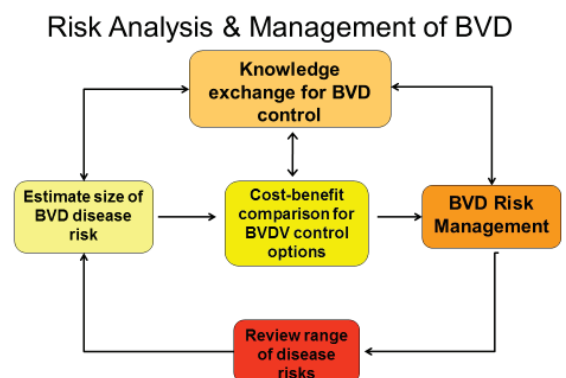 Risk Analysis & Management of BVD
Knowledge
exchange for BVD
control
Estimate size of
BVD disease
risk
Cost-benefit
comparison for
BVDV control
options
BVD Risk
Management
Review range
of disease
risks